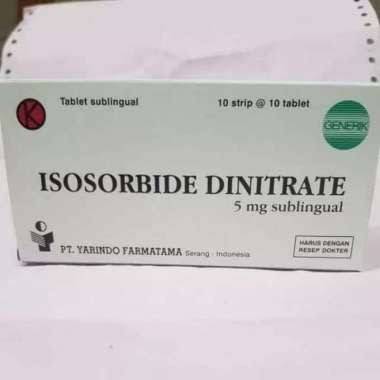 K
Tablet sublingual
10 strip @ 10 tablet
GENERIK
ISOSORBIDE DINITRATE
5 mg sublingual
PT. YARINDO FARMATAMA Serang - Indonesia
HARUS DENGAN
RESEP DOKTER